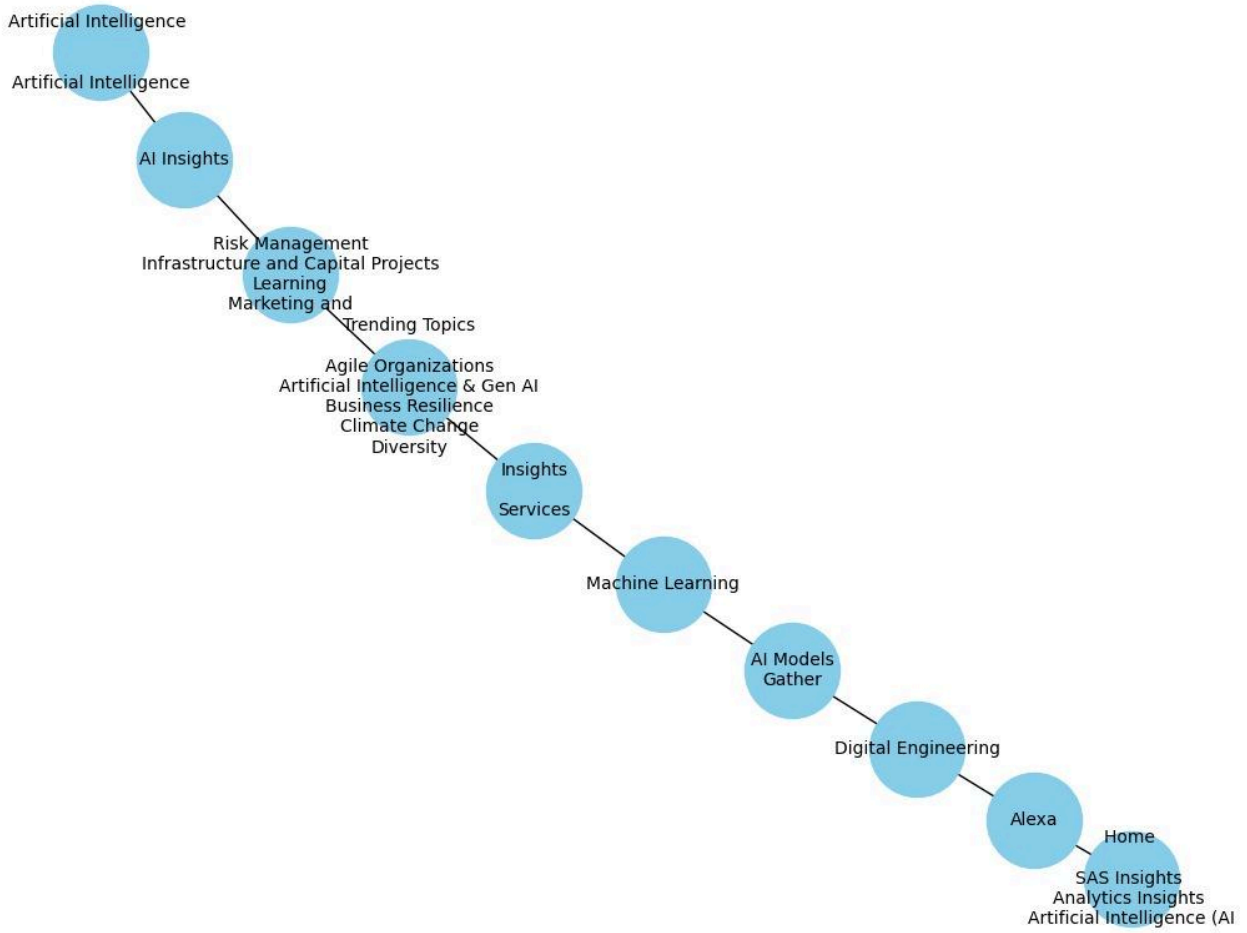 Artificial Intelligence
Artificial Intelligence
AI Insights
Risk Management
Infrastructure and Capital Projects
Learning
Marketing and
Trending Topics
Agile Organizations
Artificial Intelligence & Gen AI
Business Resilience
Climate Change
Diversity
Insights
Services
Machine Learning
AI Models
Gather
Digital Engineering
Alexa
Home
SAS Insights
Analytics Insights
Artificial Intelligence (AI